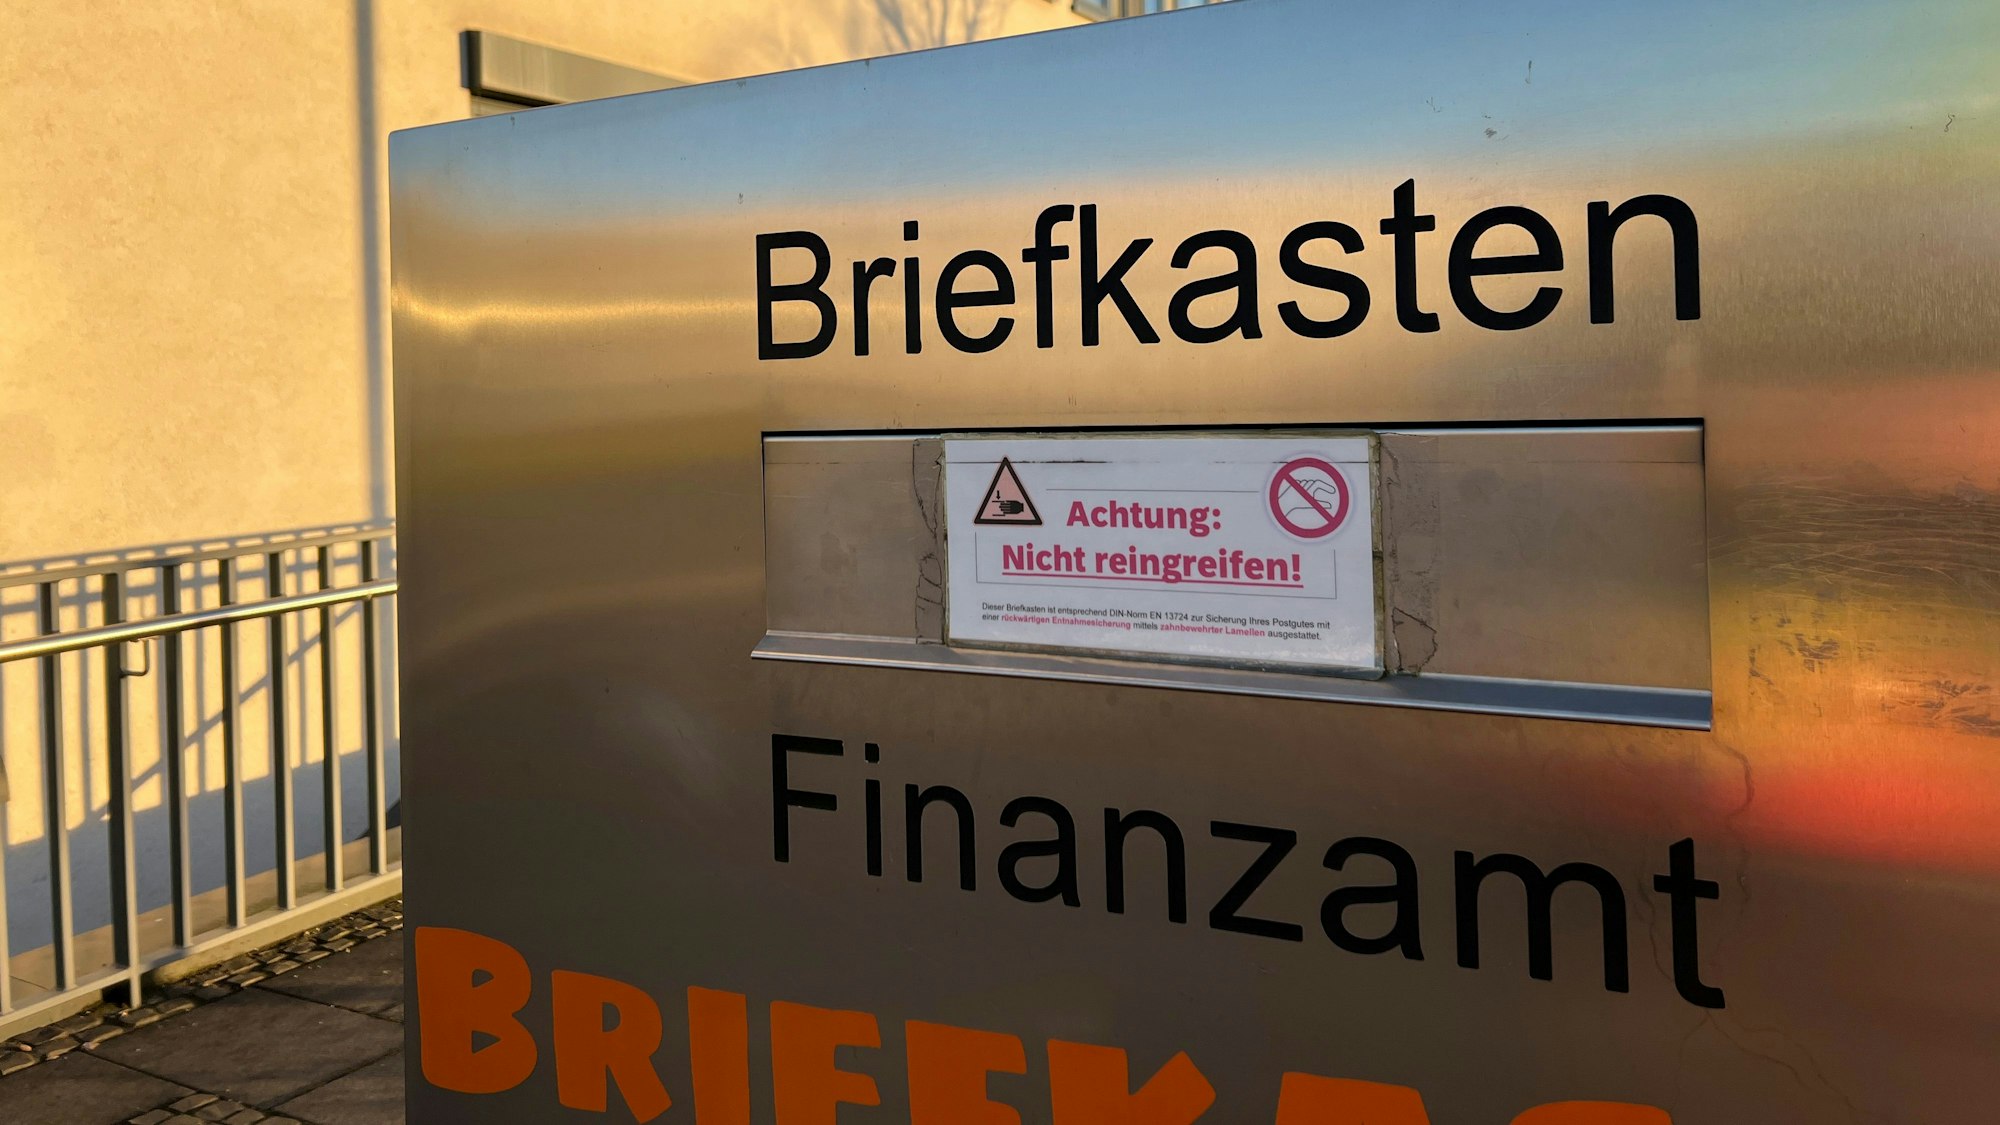 Briefkasten
Achtung:
Nicht reingreifen!
Dieser Briefkasten ist entsprechend DIN-Norm EN 13724 zur Sicherung Ihres Postgutes mit
einer rückwärtigen Entnahmesicherung mittels zahnbewehrter Lamellen ausgestattet.
Finanzamt
BRIEFKAS